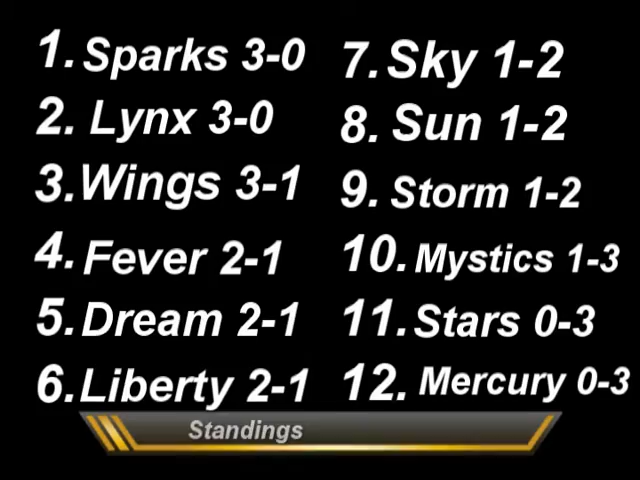 1. Sparks 3-0
2. Lynx 3-0
3. Wings 3-1
4. Fever 2-1
5. Dream 2-1
6. Liberty 2-1
7. Sky 1-2
8. Sun 1-2
9. Storm 1-2
10. Mystics 1-3
11. Stars 0-3
12. Mercury 0-3
Standings